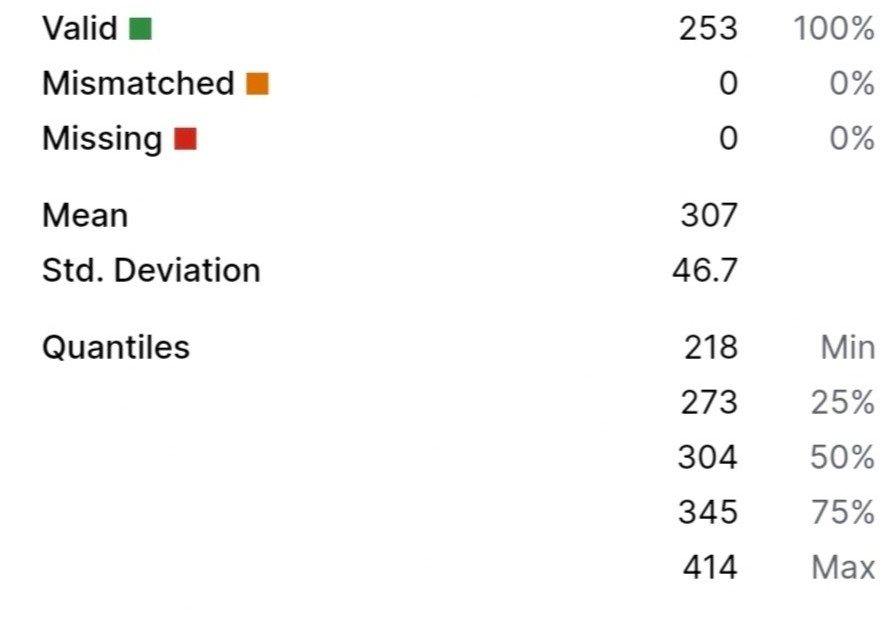 Valid 253 100%
Mismatched 0 0%
Missing 0 0%
Mean 307
Std. Deviation 46.7
Quantiles 218 Min
273 25%
304 50%
345 75%
414 Max